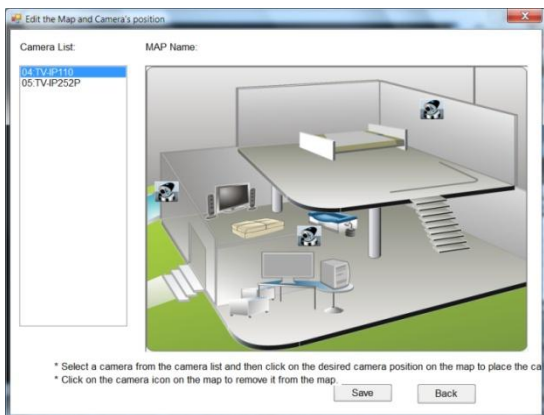 Edit the Map and Camera's position
Camera List:
MAP Name:
04:TV-IP110
05:TV-IP252P
* Select a camera from the camera list and then click on the desired camera position on the map to place the ca
* Click on the camera icon on the map to remove it from the map.
Save
Back